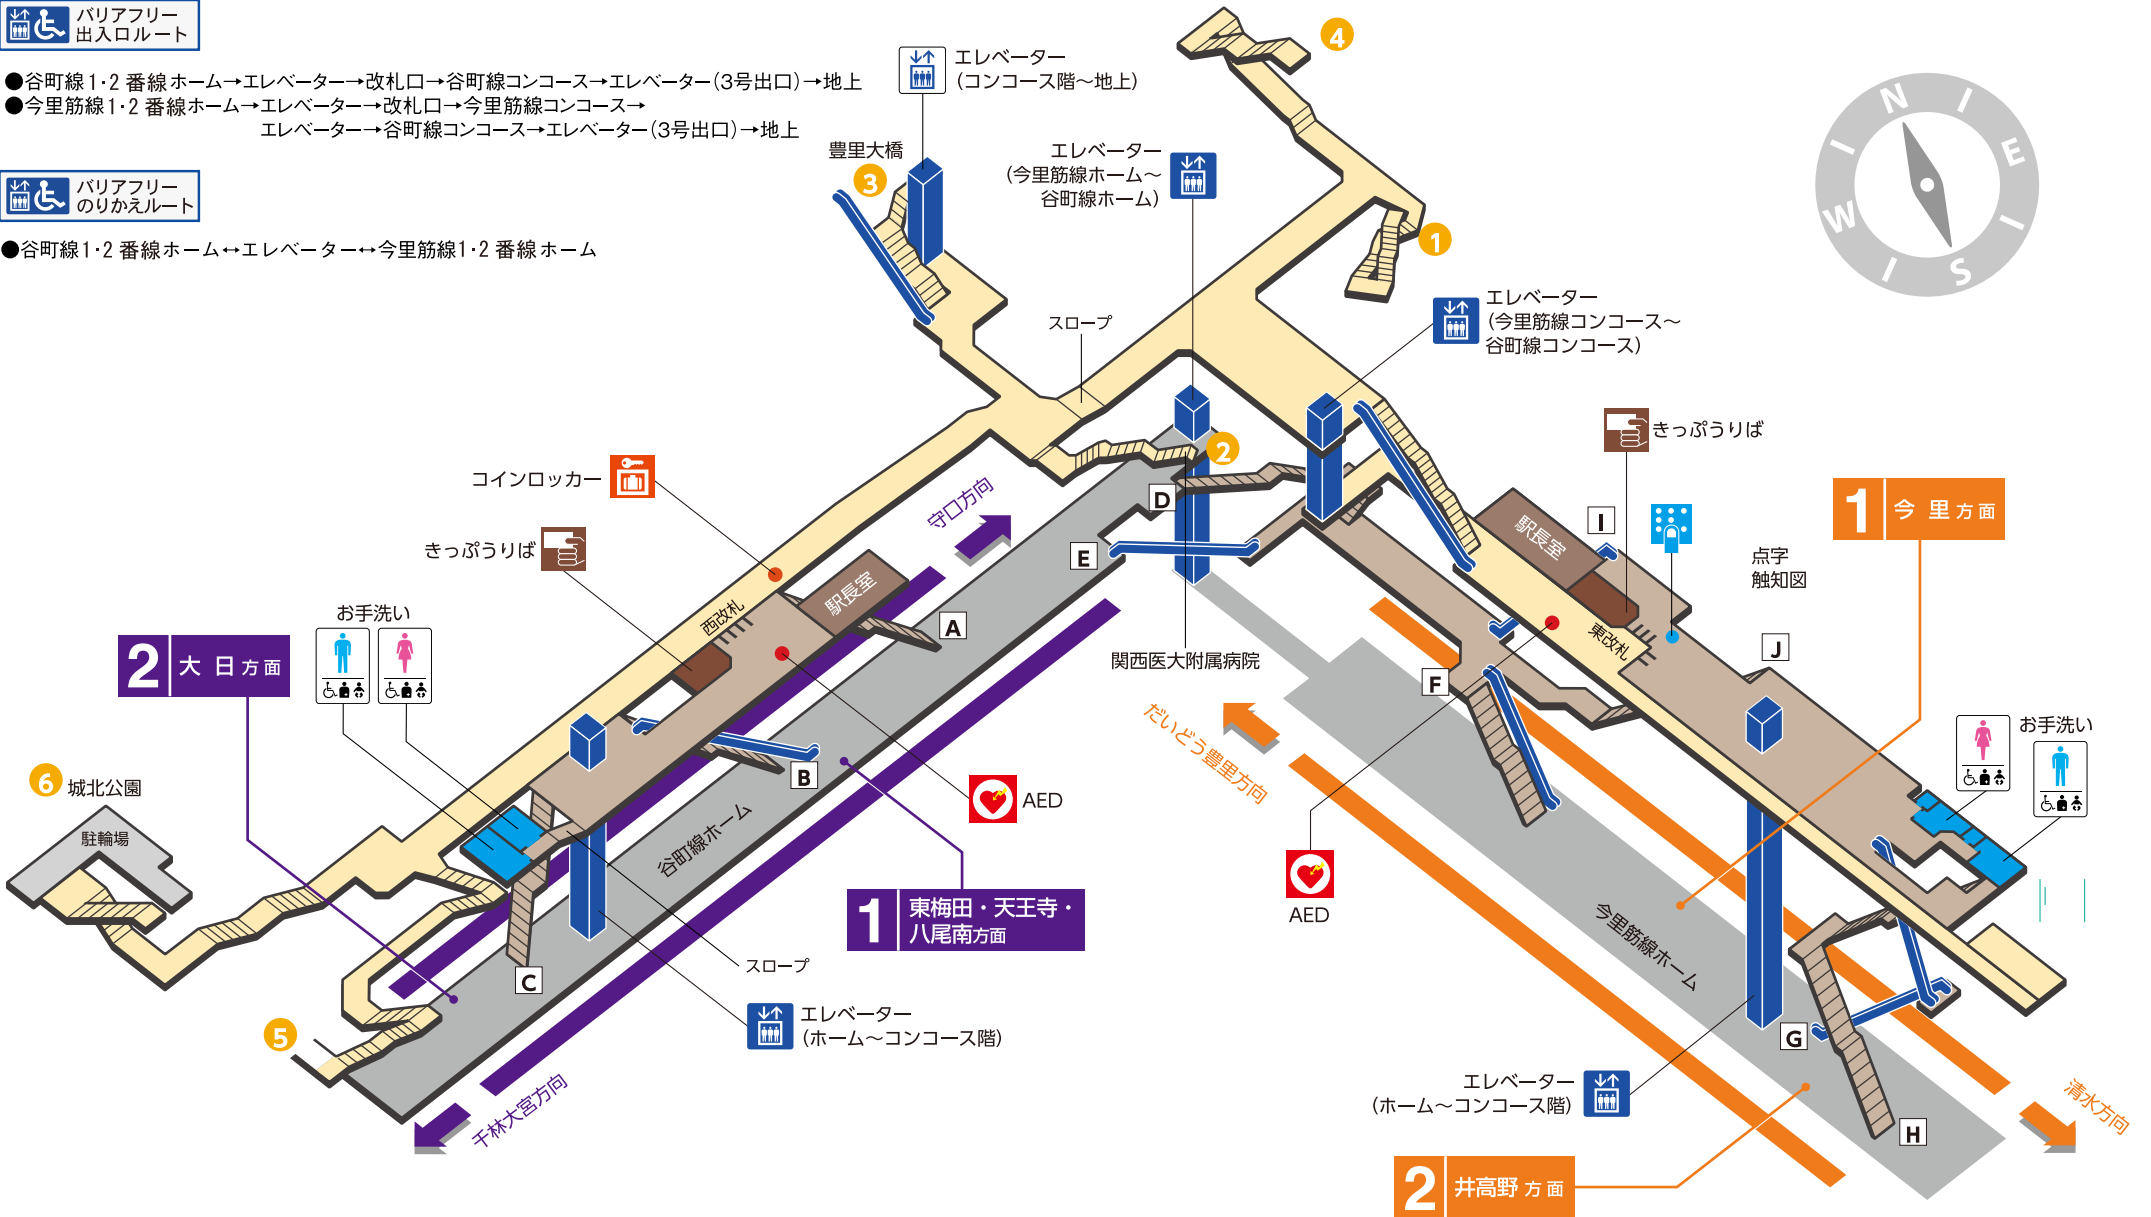 バリアフリー
出入口ルート
●谷町線1・2番線ホーム→エレベーター→改札口→谷町線コンコース→エレベーター(3号出口)→地上
●今里筋線1・2番線ホーム→エレベーター→改札口→今里筋線コンコース→
エレベーター→谷町線コンコース→エレベーター(3号出口)→地上
バリアフリー
のりかえルート
●谷町線1・2番線ホーム↔エレベーター↔今里筋線1・2番線ホーム
エレベーター
(コンコース階〜地上)
4
豊里大橋
3
エレベーター
(今里筋線ホーム〜
谷町線ホーム)
1
N
E
S
W
エレベーター
(今里筋線コンコース〜
谷町線コンコース)
スロープ
2
きっぷうりば
コインロッカー
きっぷうりば
守口方向
D
E
I
駅長室
点字
触知図
1 今里方面
お手洗い
西改札
駅長室
A
東改札
J
関西医大附属病院
F
2 大日方面
だいどう豊里方向
お手洗い
B
6 城北公園
駐輪場
AED
谷町線ホーム
AED
1 東梅田・天王寺・
八尾南方面
今里筋線ホーム
C
スロープ
エレベーター
(ホーム〜コンコース階)
5
G
千林大宮方向
エレベーター
(ホーム〜コンコース階)
清水方向
H
2 井高野方面